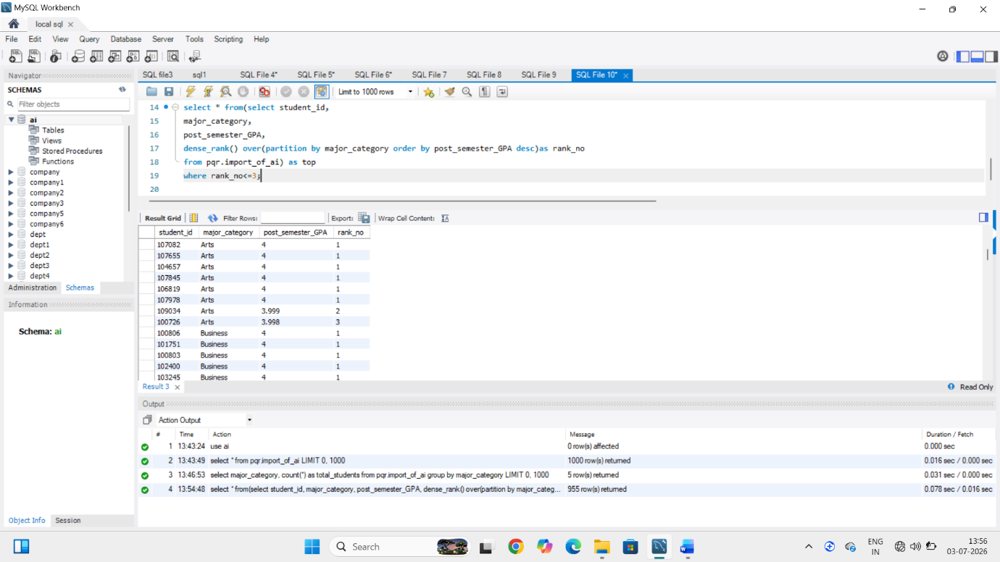 MySQL Workbench
local sql
File Edit View Query Database Server Tools Scripting Help
Navigator
SCHEMAS
Filter objects
ai
Tables
Views
Stored Procedures
Functions
company
company1
company2
company3
company5
company6
dept
dept1
dept2
dept3
dept4
Administration Schemas
Information
Schema: ai
Object Info Session
SQL file3 sql1 SQL File 4* SQL File 5* SQL File 6* SQL File 7 SQL File 8 SQL File 9 SQL File 10*
Limit to 1000 rows
14 select * from(select student_id,
15 major_category,
16 post_semester_GPA,
17 dense_rank() over(partition by major_category order by post_semester_GPA desc)as rank_no
18 from pqr.import_of_ai) as top
19 where rank_no<=3;
20
Result Grid Filter Rows: Export: Wrap Cell Content:
student_id major_category post_semester_GPA rank_no
107082 Arts 4 1
107655 Arts 4 1
104657 Arts 4 1
107845 Arts 4 1
106819 Arts 4 1
107978 Arts 4 1
109034 Arts 3.999 2
100726 Arts 3.998 3
100806 Business 4 1
101751 Business 4 1
100803 Business 4 1
102400 Business 4 1
103245 Business 4 1
Result 3 Read Only
Output
Action Output
# Time Action Message Duration / Fetch
1 13:43:24 use ai 0 row(s) affected 0.000 sec
2 13:43:49 select * from pqr.import_of_ai LIMIT 0, 1000 1000 row(s) returned 0.016 sec / 0.000 sec
3 13:46:53 select major_category, count(*) as total_students from pqr.import_of_ai group by major_category LIMIT 0, 1000 5 row(s) returned 0.031 sec / 0.000 sec
4 13:54:48 select * from(select student_id, major_category, post_semester_GPA, dense_rank() over(partition by major_categ... 955 row(s) returned 0.078 sec / 0.016 sec
Search
ENG
IN
13:56
03-07-2026